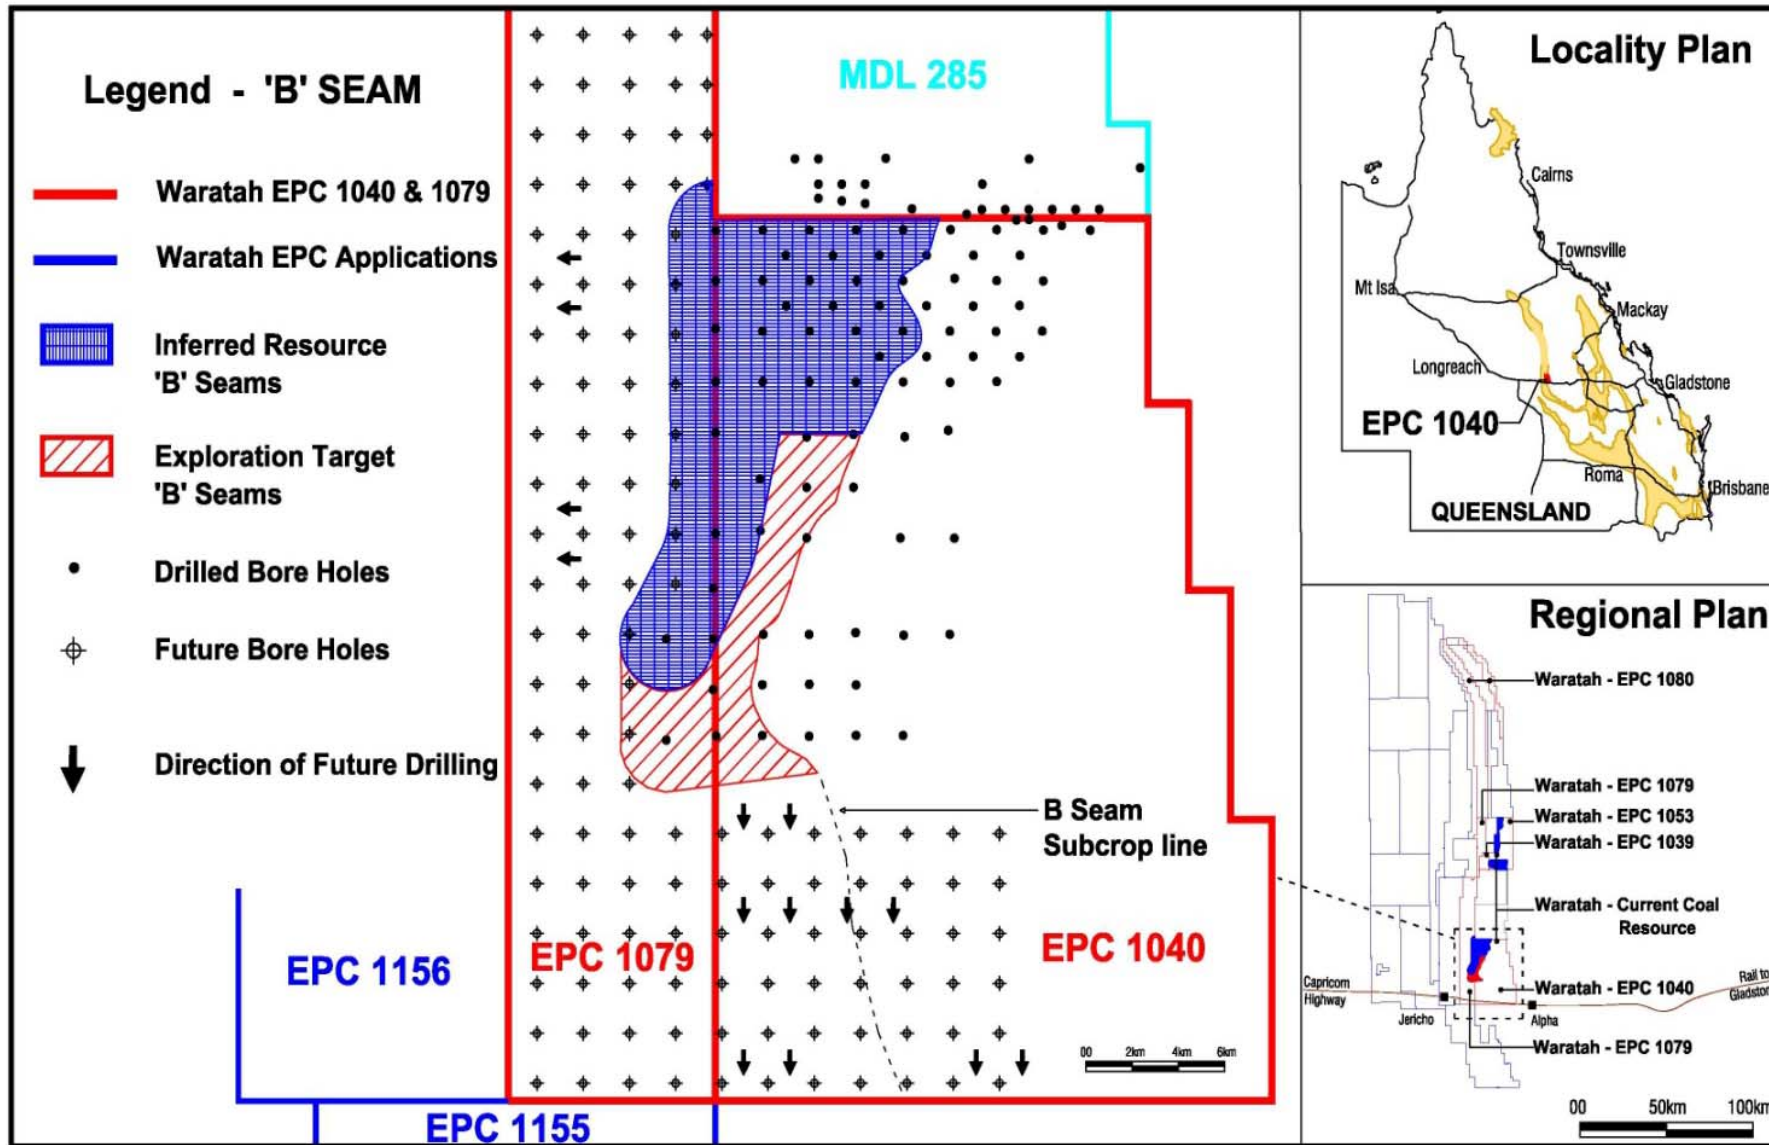 Legend - 'B' SEAM
Waratah EPC 1040 & 1079
Waratah EPC Applications
Inferred Resource
'B' Seams
Exploration Target
'B' Seams
Drilled Bore Holes
Future Bore Holes
Direction of Future Drilling
MDL 285
B Seam
Subcrop line
EPC 1156
EPC 1079
EPC 1040
EPC 1155
00 2km 4km 6km
Locality Plan
Cairns
Townsville
Mt Isa
Mackay
Longreach
Gladstone
EPC 1040
Roma
Brisbane
QUEENSLAND
Regional Plan
Waratah - EPC 1080
Waratah - EPC 1079
Waratah - EPC 1053
Waratah - EPC 1039
Waratah - Current Coal
Resource
Waratah - EPC 1040
Capricorn
Highway
Rail to
Gladston
Jericho
Alpha
Waratah - EPC 1079
00 50km 100km